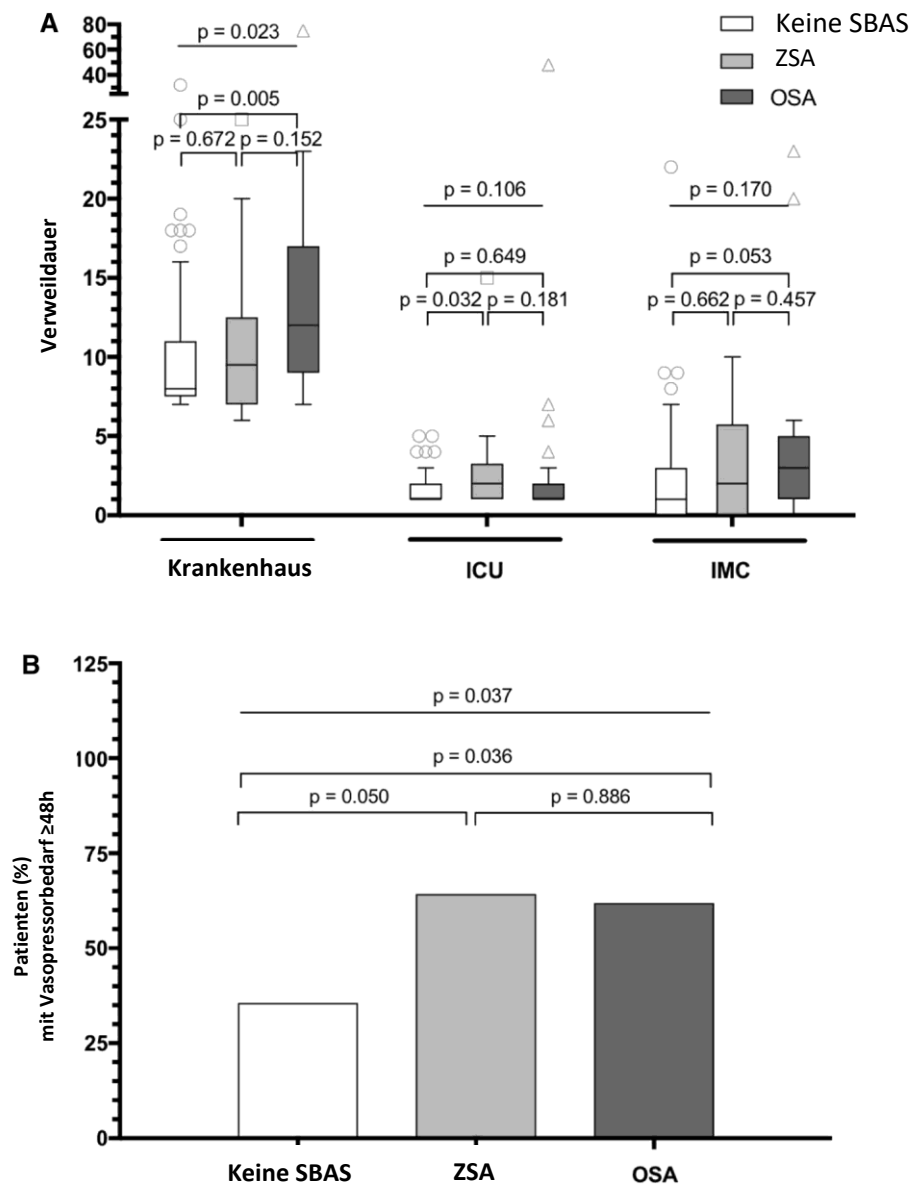 A
80
60
40
25
20
15
10
5
0
Verweildauer
Keine SBAS
ZSA
OSA
p = 0.023
p = 0.005
p = 0.672
p = 0.152
p = 0.106
p = 0.649
p = 0.032
p = 0.181
p = 0.170
p = 0.053
p = 0.662
p = 0.457
Krankenhaus
ICU
IMC
B
125
100
75
50
25
0
Patienten (%)
mit Vasopressorbedarf ≥48h
p = 0.037
p = 0.036
p = 0.050
p = 0.886
Keine SBAS
ZSA
OSA